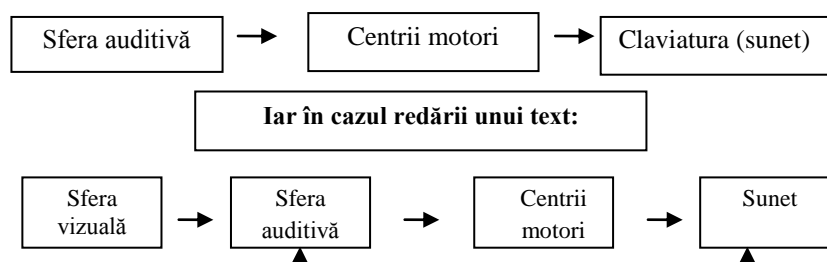 Sfera auditivă
Centrii motori
Claviatura (sunet)
Iar în cazul redării unui text:
Sfera
vizuală
Sfera
auditivă
Centrii
motori
Sunet